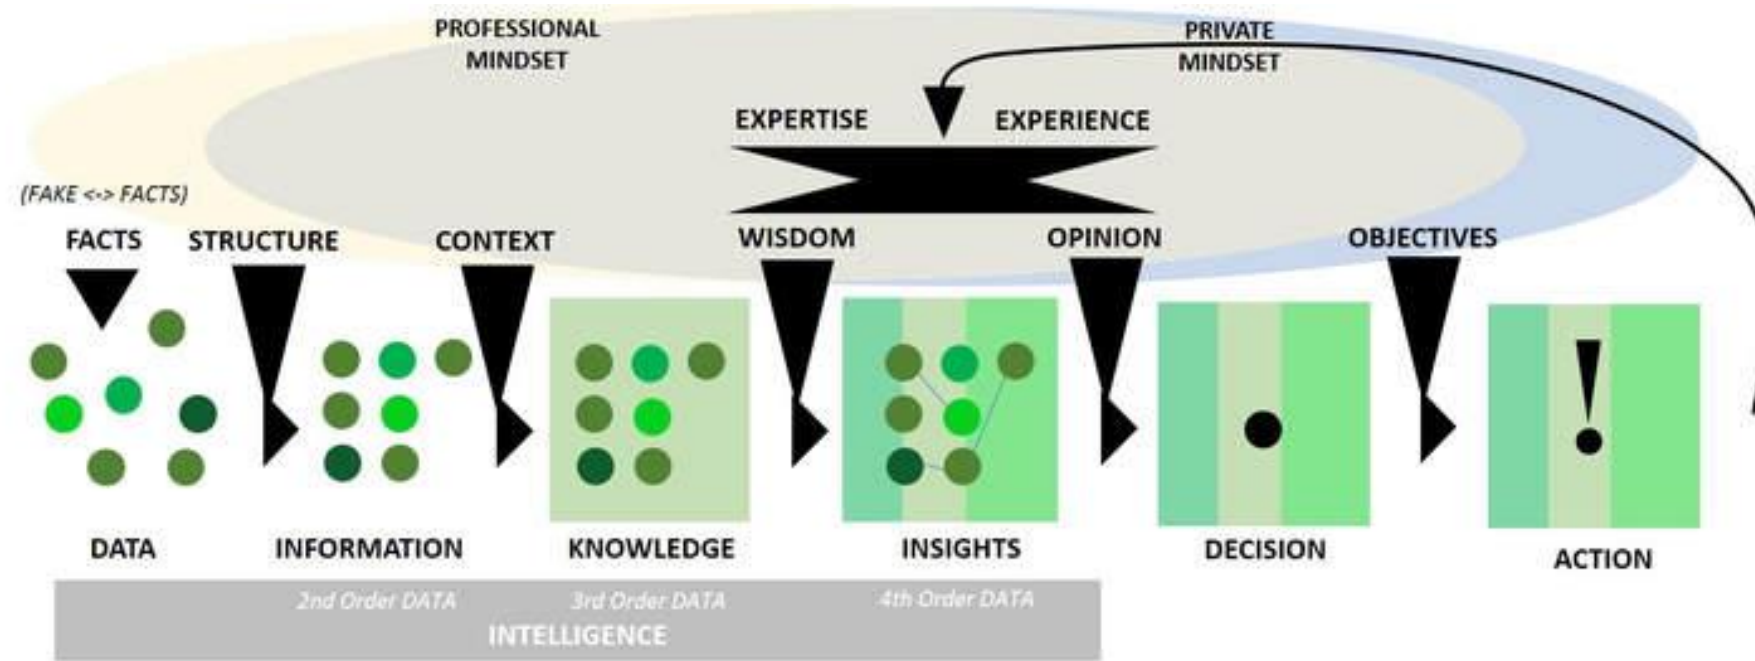 PROFESSIONAL
MINDSET
PRIVATE
MINDSET
EXPERTISE
EXPERIENCE
(FAKE <-> FACTS)
FACTS
STRUCTURE
CONTEXT
WISDOM
OPINION
OBJECTIVES
!
DATA
INFORMATION
KNOWLEDGE
INSIGHTS
DECISION
ACTION
2nd Order DATA
3rd Order DATA
4th Order DATA
INTELLIGENCE